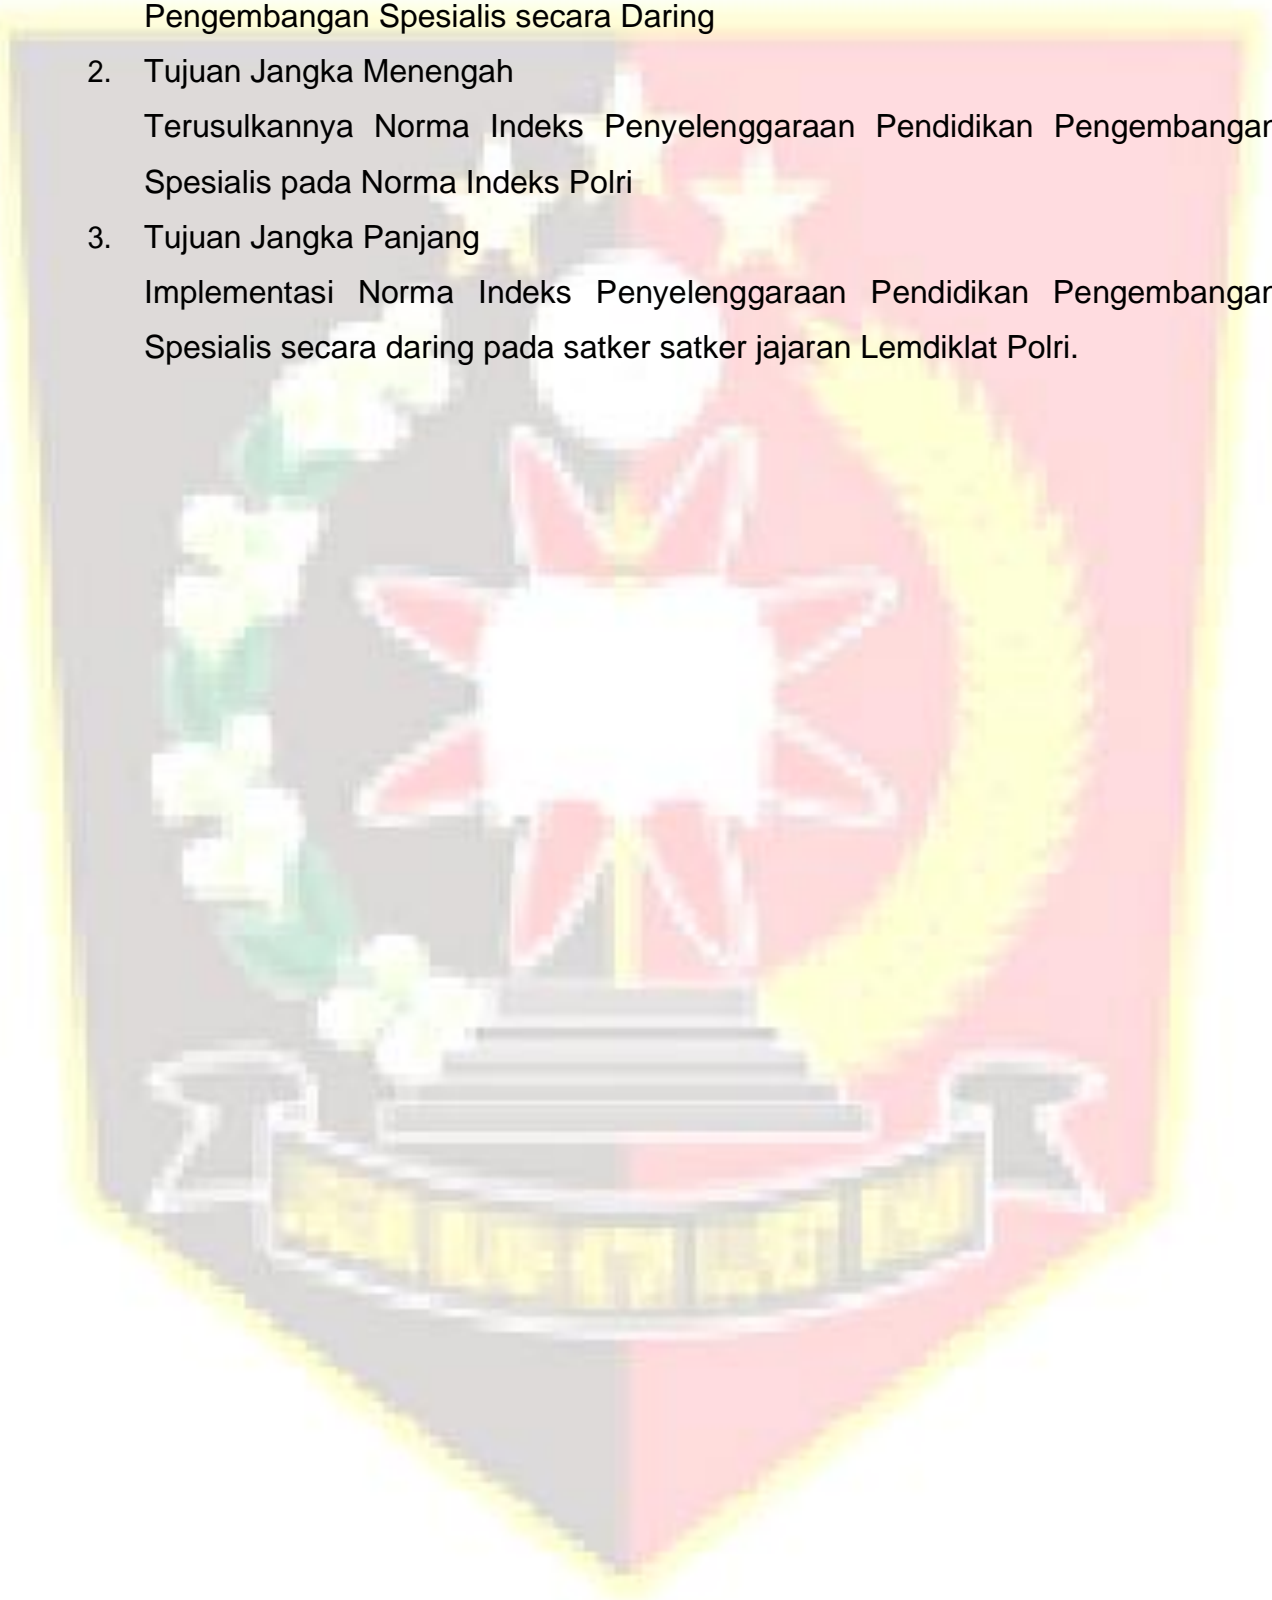 Pengembangan Spesialis secara Daring
2. Tujuan Jangka Menengah
Terusulkannya Norma Indeks Penyelenggaraan Pendidikan Pengembangan
Spesialis pada Norma Indeks Polri
3. Tujuan Jangka Panjang
Implementasi Norma Indeks Penyelenggaraan Pendidikan Pengembangan
Spesialis secara daring pada satker satker jajaran Lemdiklat Polri.